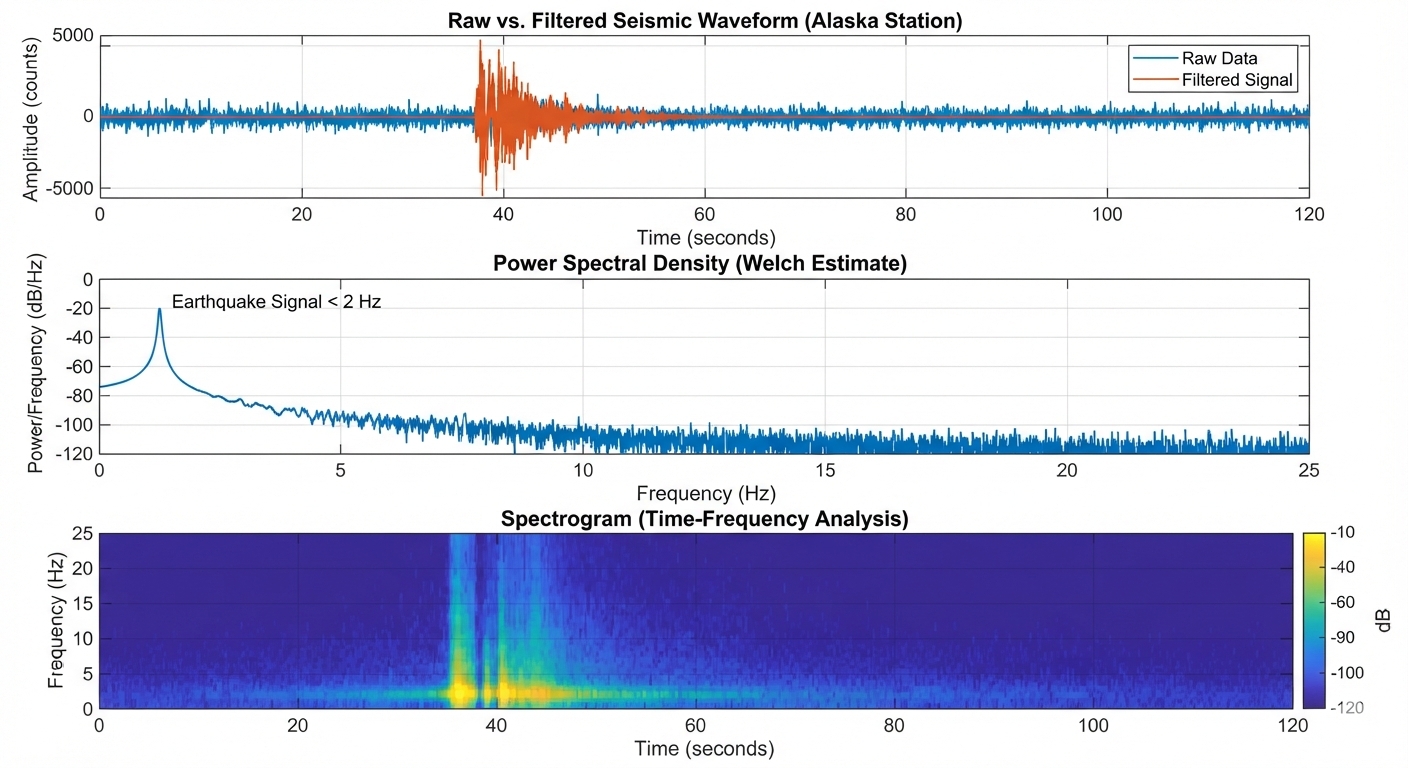 Raw vs. Filtered Seismic Waveform (Alaska Station)
Amplitude (counts)
5000
0
-5000
Raw Data
Filtered Signal
0 20 40 60 80 100 120
Time (seconds)
Power Spectral Density (Welch Estimate)
Power/Frequency (dB/Hz)
0
-20
-40
-60
-80
-100
-120
Earthquake Signal < 2 Hz
0 5 10 15 20 25
Frequency (Hz)
Spectrogram (Time-Frequency Analysis)
Frequency (Hz)
25
20
15
10
5
0
0 20 40 60 80 100 120
Time (seconds)
-10
-40
-60
-90
-100
-120
dB